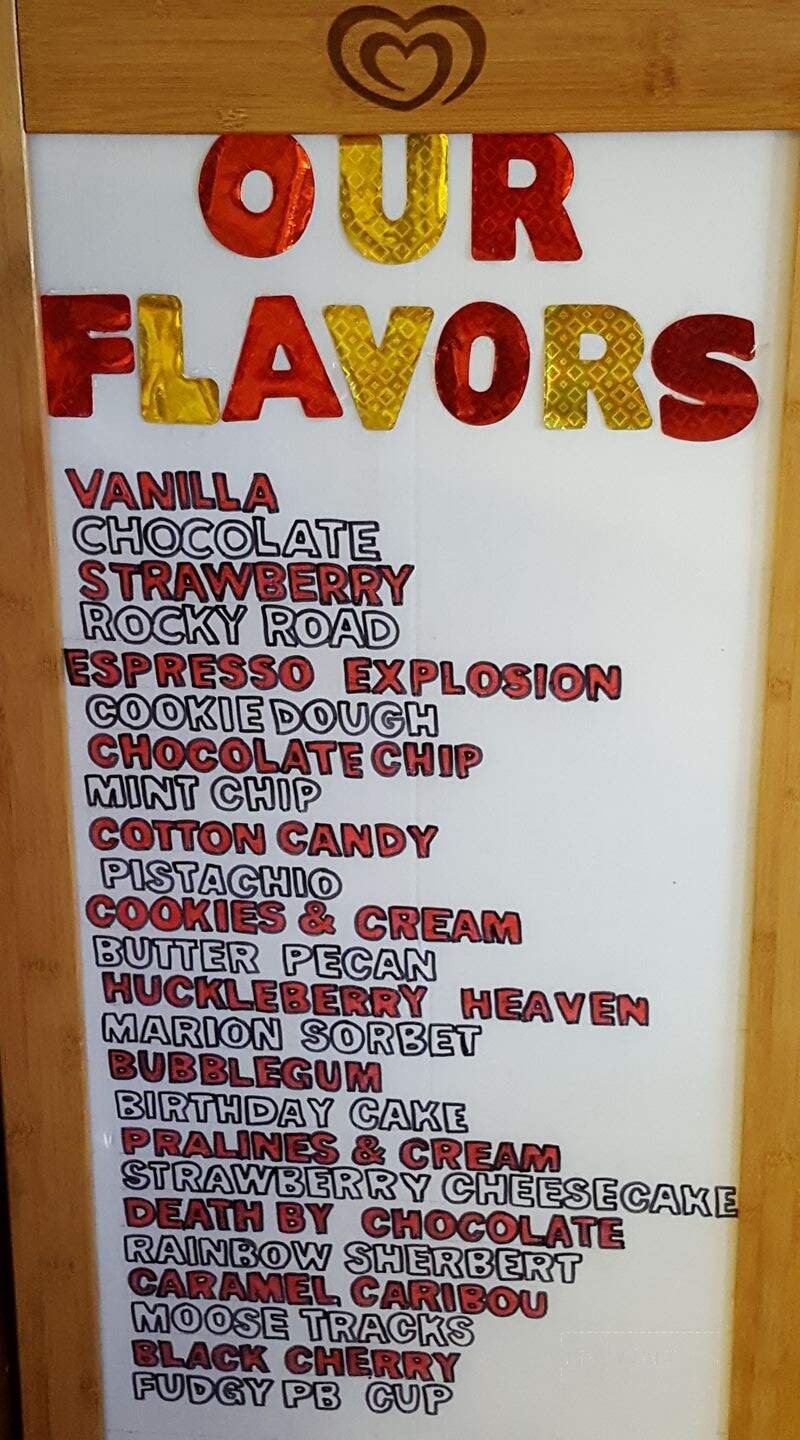 OUR
FLAVORS
VANILLA
CHOCOLATE
STRAWBERRY
ROCKY ROAD
ESPRESSO EXPLOSION
COOKIE DOUGH
CHOCOLATE CHIP
MINT CHIP
COTTON CANDY
PISTACHIO
COOKIES & CREAM
BUTTER PECAN
HUCKLEBERRY HEAVEN
MARION SORBET
BUBBLEGUM
BIRTHDAY CAKE
PRALINES & CREAM
STRAWBERRY CHEESECAKE
DEATH BY CHOCOLATE
RAINBOW SHERBERT
CARAMEL CARIBOU
MOOSE TRACKS
BLACK CHERRY
FUDGY PB CUP